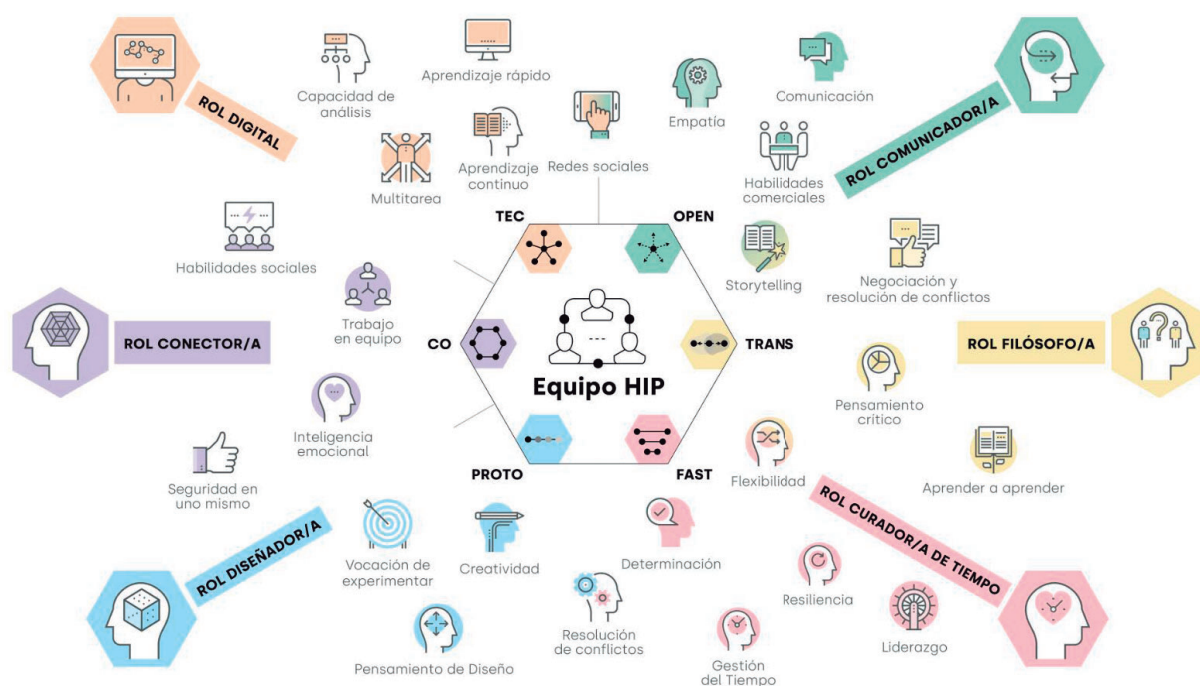 ROL DIGITAL
Capacidad de
análisis
Aprendizaje rápido
Multitarea
Aprendizaje
continuo
Redes sociales
Empatía
Comunicación
Habilidades
comerciales
ROL COMUNICADOR/A
TEC
OPEN
Habilidades sociales
Trabajo
en equipo
Storytelling
Negociación y
resolución de conflictos
ROL CONECTOR/A
CO
Equipo HIP
TRANS
ROL FILÓSOFO/A
Inteligencia
emocional
Pensamiento
crítico
Seguridad en
uno mismo
PROTO
FAST
Flexibilidad
Aprender a aprender
ROL DISEÑADOR/A
Vocación de
experimentar
Creatividad
Determinación
ROL CURADOR/A DE TIEMPO
Resiliencia
Pensamiento de Diseño
Resolución
de conflictos
Gestión
del Tiempo
Liderazgo